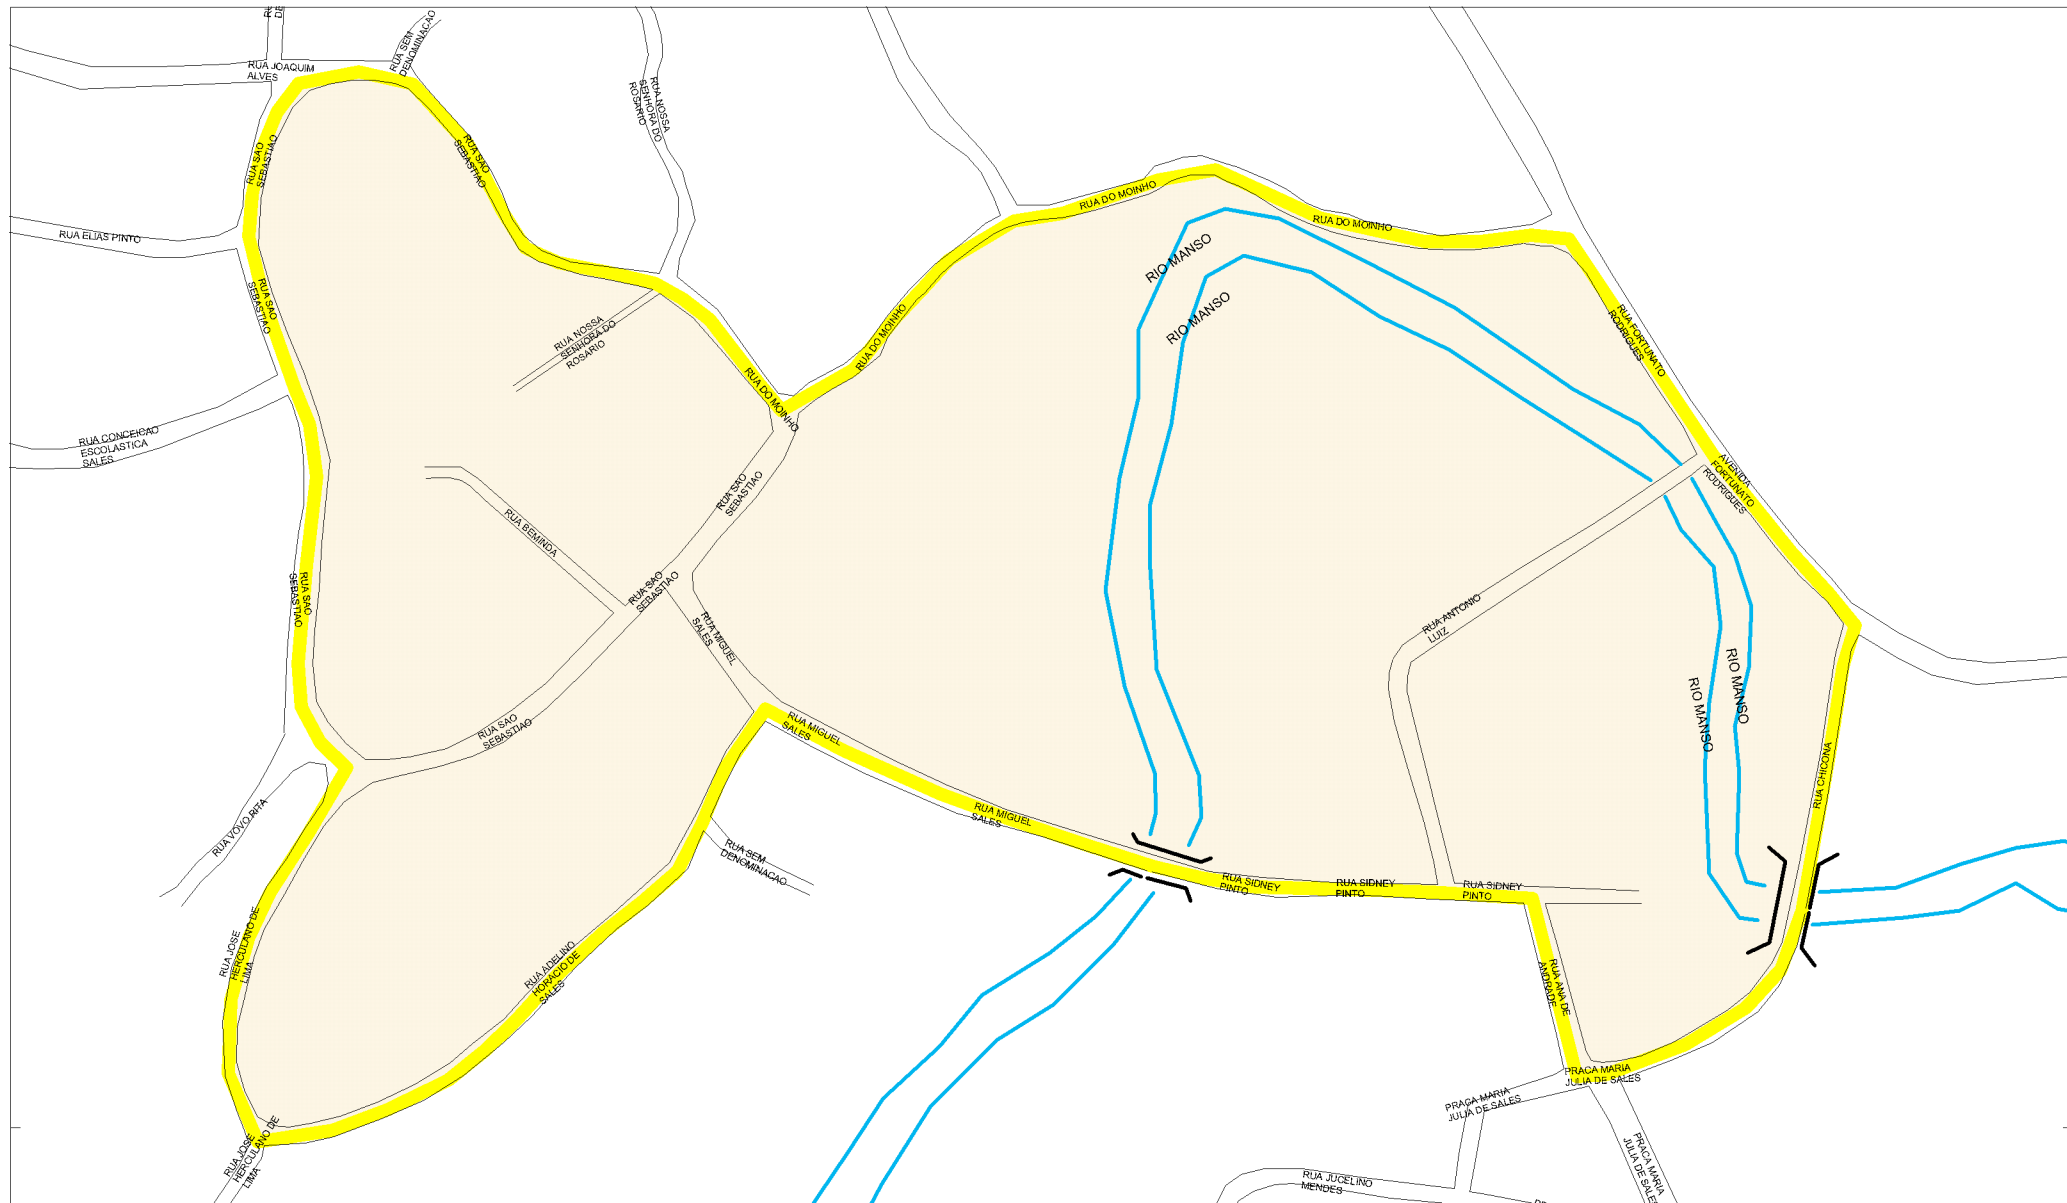 RUA SEM
DENOMINACAO
RUA JOAQUIM
ALVES
RUA NOSSA
SENHORA DO
ROSARIO
RUA SAO
SEBASTIAO
RUA SAO
SEBASTIAO
RUA ELIAS PINTO
RUA DO MOINHO
RUA DO MOINHO
RIO MANSO
RIO MANSO
RUA SAO
SEBASTIAO
RUA NOSSA
SENHORA DO
ROSARIO
RUA DO MOINHO
RUA FORTUNATO
RODRIGUES
RUA DO MOINHO
RUA CONCEICAO
ESCOLASTICA
SALES
AVENIDA
FORTUNATO
RODRIGUES
RUA SAO
SEBASTIAO
RUA BEMINDA
RUA SAO
SEBASTIAO
RUA SAO
SEBASTIAO
RUA MIGUEL
SALES
RUA ANTONIO
LUIZ
RIO MANSO
RIO MANSO
RUA SAO
SEBASTIAO
RUA MIGUEL
SALES
RUA CHICONA
RUA VOVO RITA
RUA MIGUEL
SALES
RUA SEM
DENOMINACAO
RUA SIDNEY
PINTO
RUA SIDNEY
PINTO
RUA SIDNEY
PINTO
RUA JOSE
HERCULANO DE
LIMA
RUA ADELINO
HORACIO DE
SALES
RUA ANA DE
ANDRADE
PRACA MARIA
JULIA DE SALES
PRACA MARIA
JULIA DE SALES
RUA JOSE
HERCULANO DE
LIMA
PRACA MARIA
JULIA DE SALES
RUA JUCELINO
MENDES